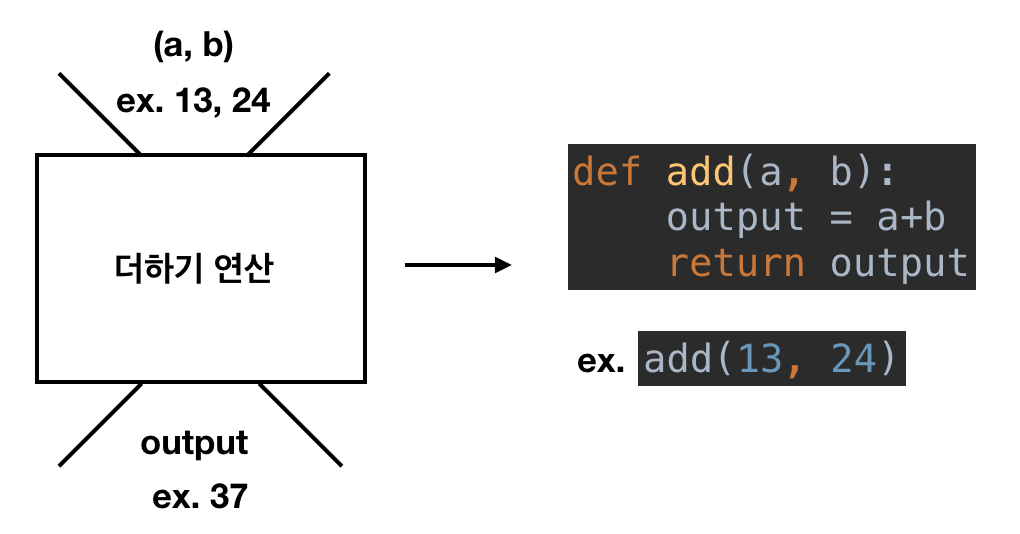 (a, b)
ex. 13, 24
더하기 연산
output
ex. 37
def add(a, b):
    output = a+b
    return output
ex. add(13, 24)